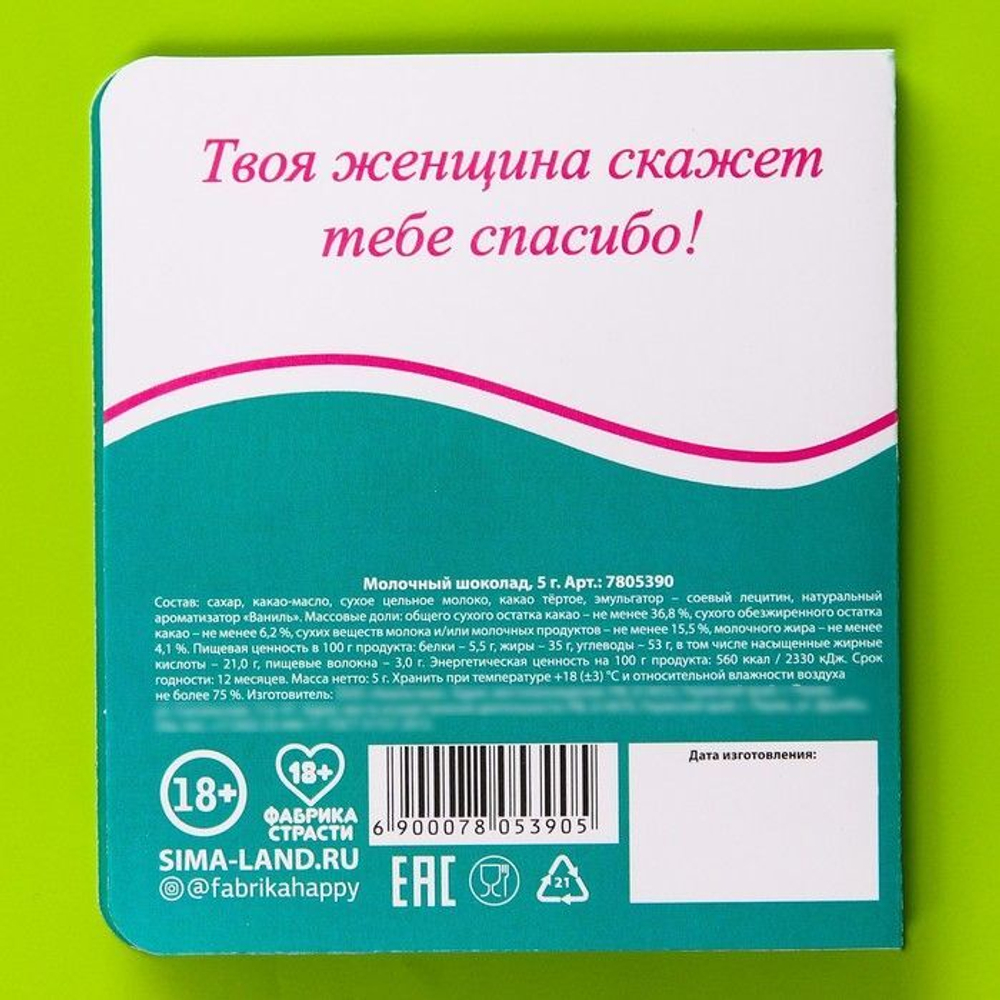 Твоя женщина скажет
тебе спасибо!
Молочный шоколад, 5 г. Арт.: 7805390
Состав: сахар, какао-масло, сухое цельное молоко, какао тёртое, эмульгатор – соевый лецитин, натуральный
ароматизатор «Ваниль». Массовые доли: общего сухого остатка какао – не менее 36,8 %, сухого обезжиренного остатка
какао – не менее 6,2 %, сухих веществ молока и/или молочных продуктов – не менее 15,5 %, молочного жира – не менее
4,1 %. Пищевая ценность в 100 г продукта: белки – 5,5 г, жиры – 35 г, углеводы – 53 г, в том числе насыщенные жирные
кислоты – 21,0 г, пищевые волокна – 3,0 г. Энергетическая ценность на 100 г продукта: 560 ккал / 2330 кДж. Срок
годности: 12 месяцев. Масса нетто: 5 г. Хранить при температуре +18 (±3) °С и относительной влажности воздуха
не более 75 %. Изготовитель:
18+
18+
ФАБРИКА
СТРАСТИ
SIMA-LAND.RU
@fabrikahappy
6 900078 053905
EAC
21
Дата изготовления: